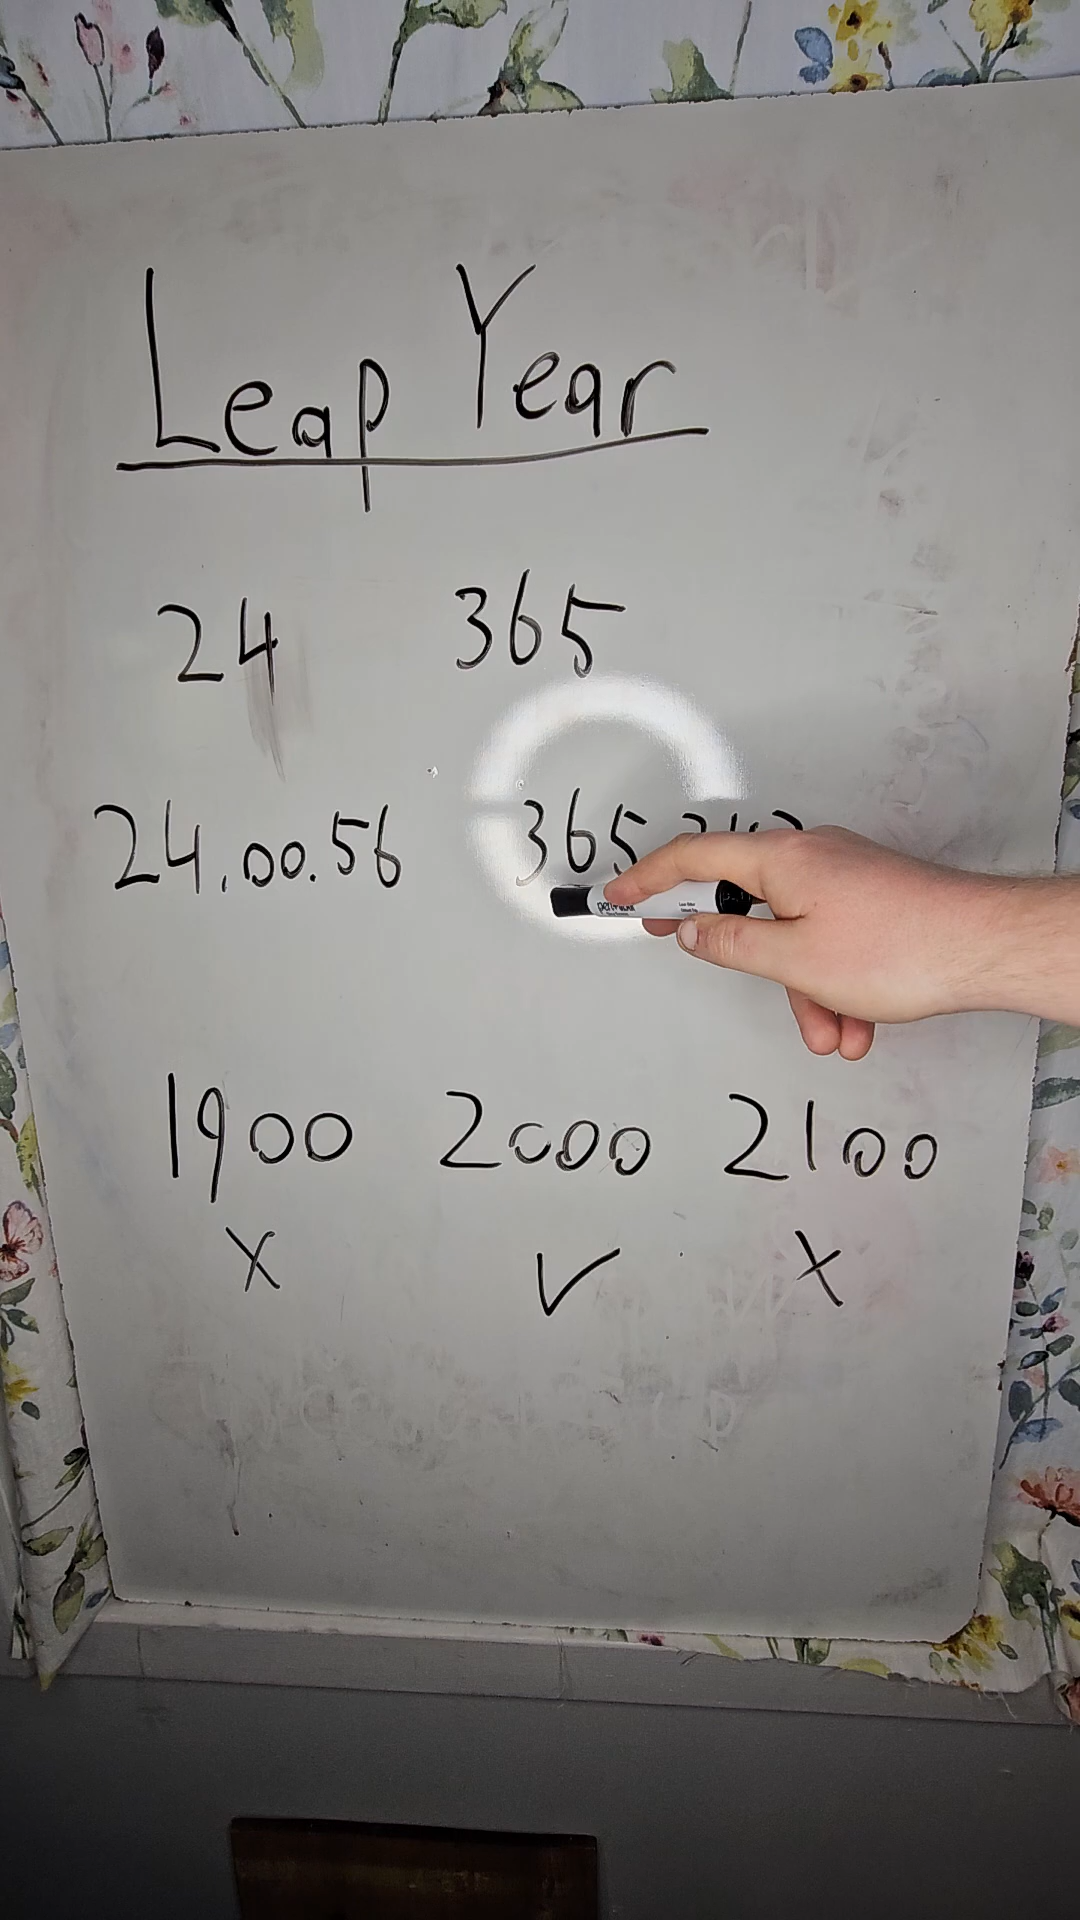 Leap Year
24 365
24.00.56 365
1900 2000 2100
X ✓ X